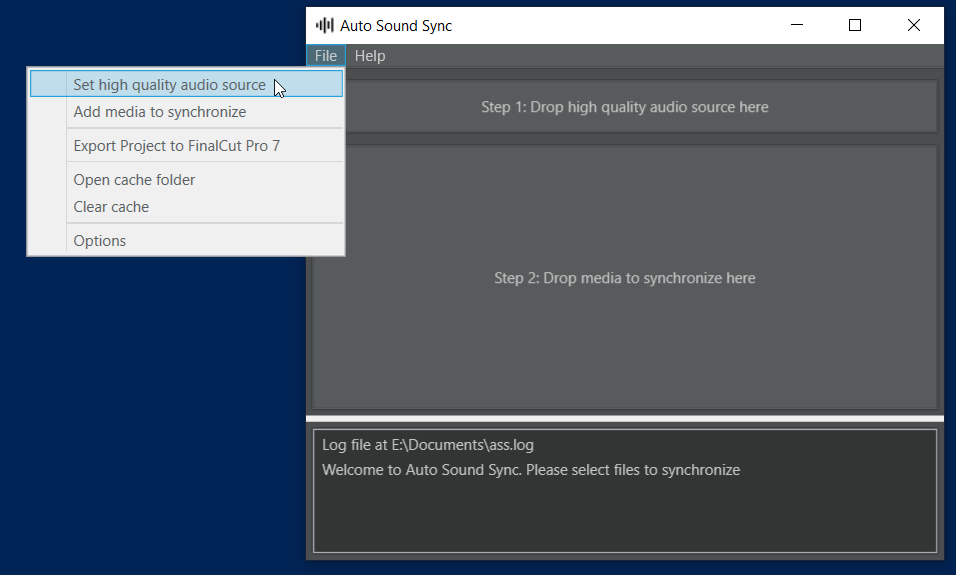 Auto Sound Sync
File Help
Set high quality audio source
Add media to synchronize
Export Project to FinalCut Pro 7
Open cache folder
Clear cache
Options
Step 1: Drop high quality audio source here
Step 2: Drop media to synchronize here
Log file at E:\Documents\ass.log
Welcome to Auto Sound Sync. Please select files to synchronize